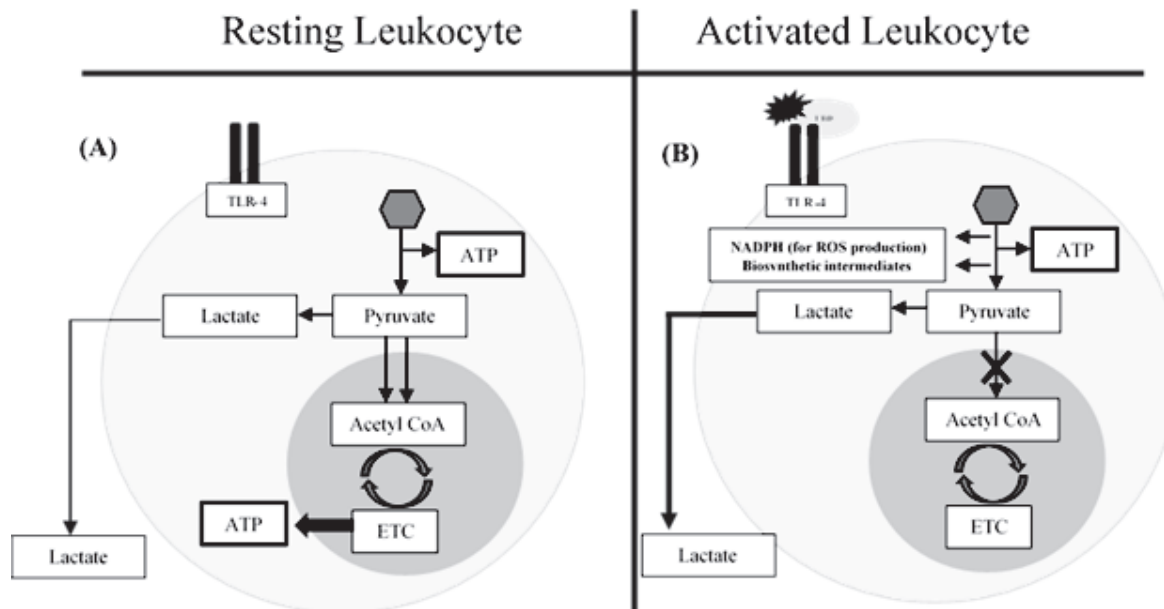 Resting Leukocyte
Activated Leukocyte
(A)
TLR-4
ATP
Lactate
Pyruvate
Acetyl CoA
ATP
ETC
Lactate
(B)
TLR-4
NADPH (for ROS production)
Biosynthetic intermediates
ATP
Lactate
Pyruvate
Acetyl CoA
ETC
Lactate